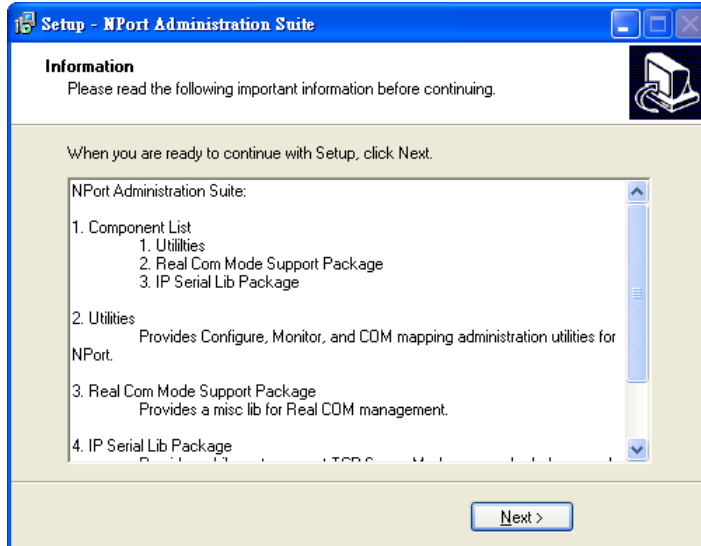 Setup - NPort Administration Suite
Information
Please read the following important information before continuing.
When you are ready to continue with Setup, click Next.
NPort Administration Suite:
1. Component List
1. Utililties
2. Real Com Mode Support Package
3. IP Serial Lib Package
2. Utilities
Provides Configure, Monitor, and COM mapping administration utilities for
NPort.
3. Real Com Mode Support Package
Provides a misc lib for Real COM management.
4. IP Serial Lib Package
Next >